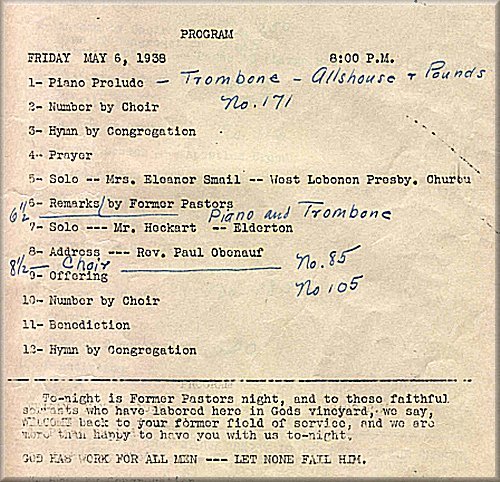 PROGRAM
FRIDAY MAY 6, 1938 8:00 P.M.
1- Piano Prelude – Trombone – Allshouse + Pounds
2- Number by Choir No. 171
3- Hymn by Congregation
4- Prayer
5- Solo -- Mrs. Eleanor Smail -- West Lebonon Presby. Church
6- Remarks/by Former Pastors
6½ Piano and Trombone
7- Solo --- Mr. Heckart -- Elderton
8- Address --- Rev. Paul Obenauf No. 85
8½ – Choir
9- Offering No 105
10- Number by Choir
11- Benediction
12- Hymn by Congregation
PROGRAM
To-night is Former Pastors night, and to these faithful
servants who have labored here in Gods vineyard, we say,
WELCOME back to your former field of service, and we are
more than happy to have you with us to-night.
GOD HAS WORK FOR ALL MEN --- LET NONE FAIL HIM.